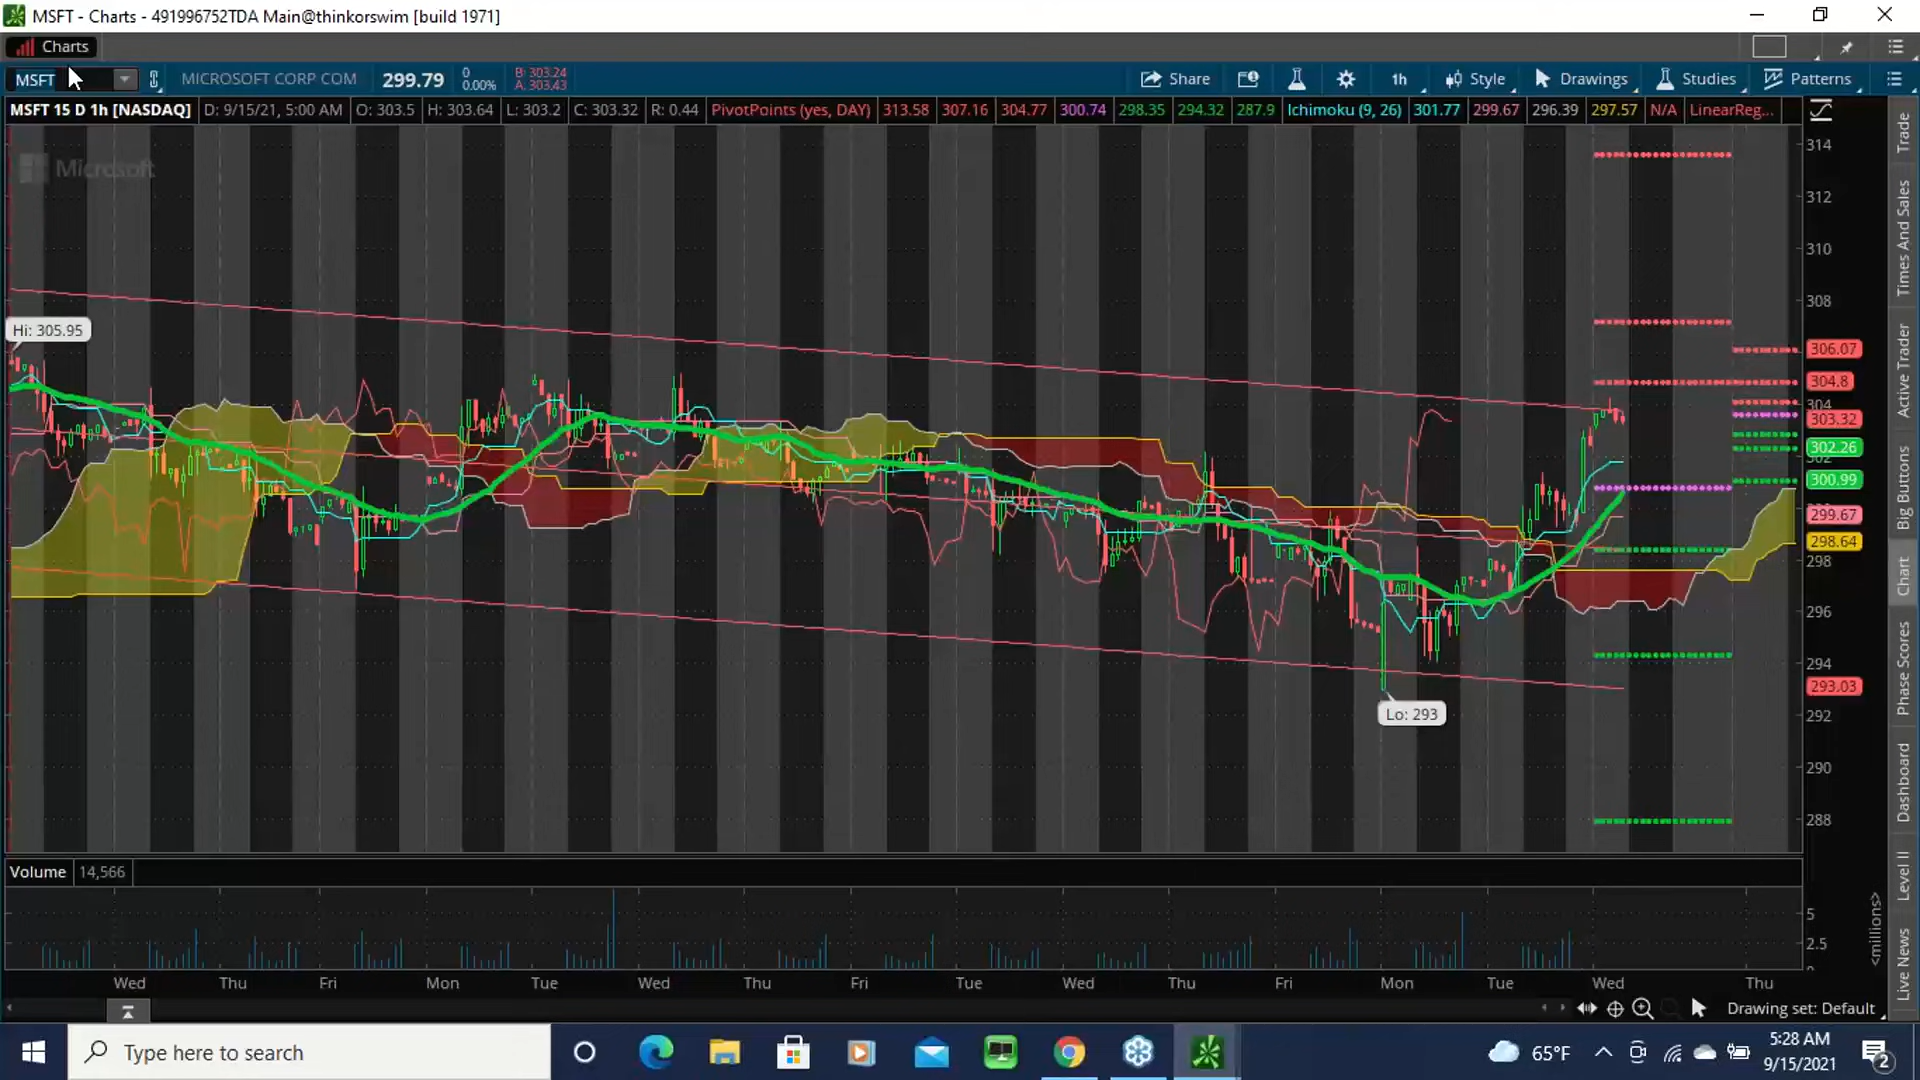 MSFT - Charts - 491996752TDA Main@thinkorswim [build 1971]
Charts
MSFT MICROSOFT CORP COM 299.79 0 0.00% B: 303.24 A: 303.43 Share 1h Style Drawings Studies Patterns
MSFT 15 D 1h [NASDAQ] D: 9/15/21, 5:00 AM O: 303.5 H: 303.64 L: 303.2 C: 303.32 R: 0.44 PivotPoints (yes, DAY) 313.58 307.16 304.77 300.74 298.35 294.32 287.9 Ichimoku (9, 26) 301.77 299.67 296.39 297.57 N/A LinearReg...
Microsoft
Hi: 305.95
Lo: 293
314
312
310
308
306.07
304.8
304
303.32
302.26
302
300.99
299.67
298.64
298
296
294
293.03
292
290
288
Volume 14,566
5
2.5
0
<millions>
Wed Thu Fri Mon Tue Wed Thu Fri Tue Wed Thu Fri Mon Tue Wed Thu
Drawing set: Default
Trade
Times And Sales
Active Trader
Big Buttons
Chart
Phase Scores
Dashboard
Level II
Live News
Type here to search
65°F
5:28 AM
9/15/2021
2